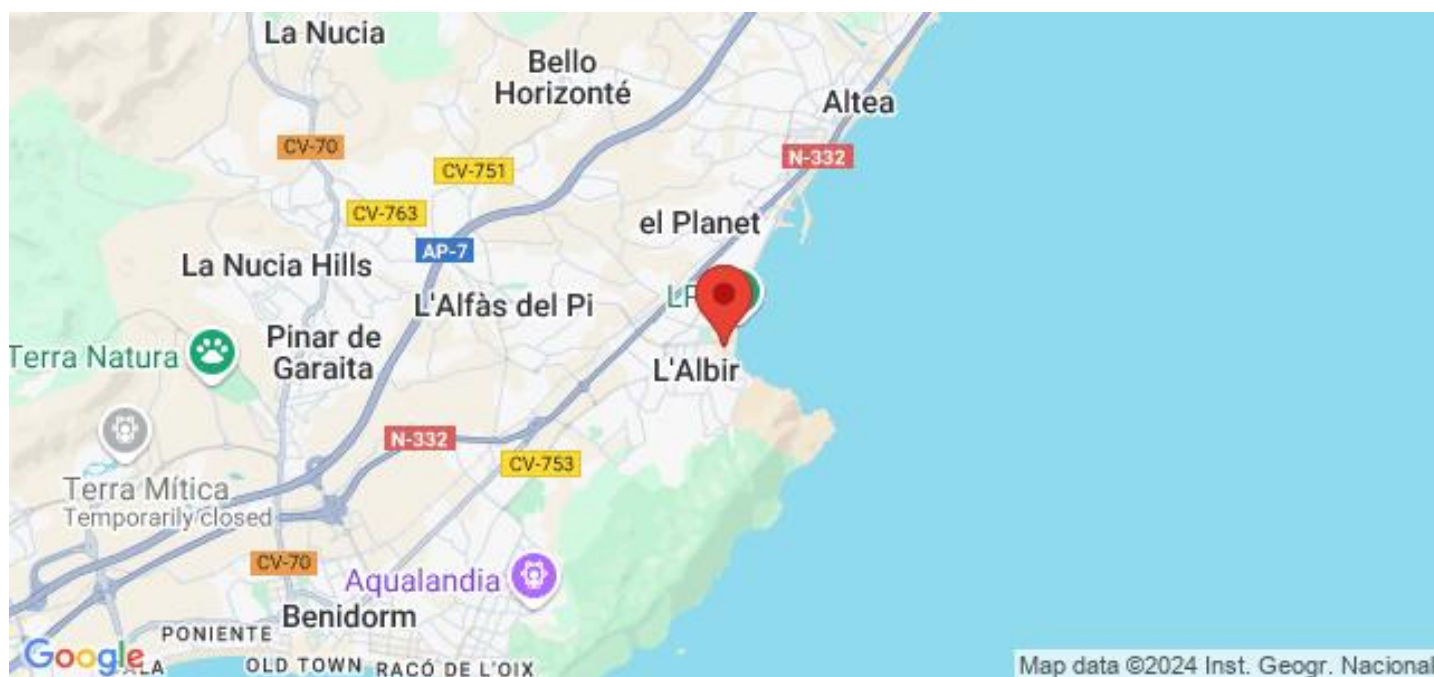 La Nucia
Bello
Horizonté
Altea
CV-70
N-332
CV-751
CV-763
el Planet
AP-7
La Nucia Hills
L'Alfàs del Pi
Pinar de
Garaita
Terra Natura
L'Albir
N-332
CV-753
Terra Mítica
Temporarily closed
CV-70
Aqualandia
Benidorm
PONIENTE
OLD TOWN
RACÓ DE L'OIX
Google
Map data ©2024 Inst. Geogr. Nacional